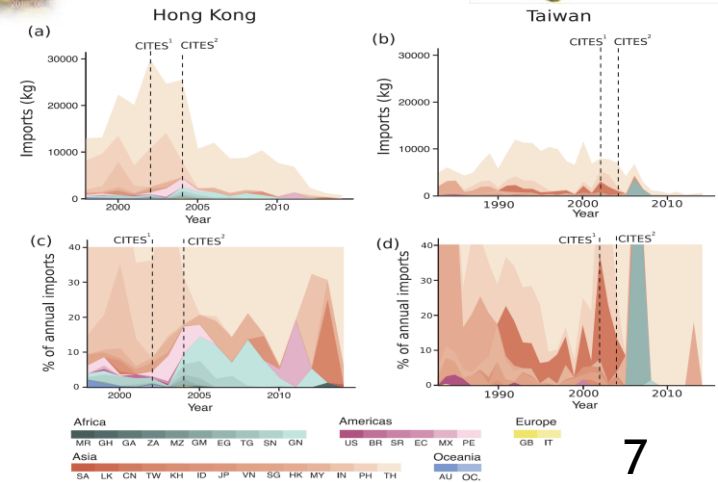 Hong Kong
Taiwan
(a)
CITES¹ CITES²
Imports (kg)
30000
20000
10000
0
2000 2005 2010
Year
(b)
CITES¹ CITES²
Imports (kg)
30000
20000
10000
0
1990 2000 2010
Year
(c)
CITES¹ CITES²
% of annual imports
40
30
20
10
0
2000 2005 2010
Year
(d)
CITES¹ CITES²
% of annual imports
40
30
20
10
0
1990 2000 2010
Year
Africa
MR GH GA ZA MZ GM EG TG SN GN
Americas
US BR SR EC MX PE
Europe
GB IT
Asia
SA LK CN TW KH ID JP VN SG HK MY IN PH TH
Oceania
AU OC.
7